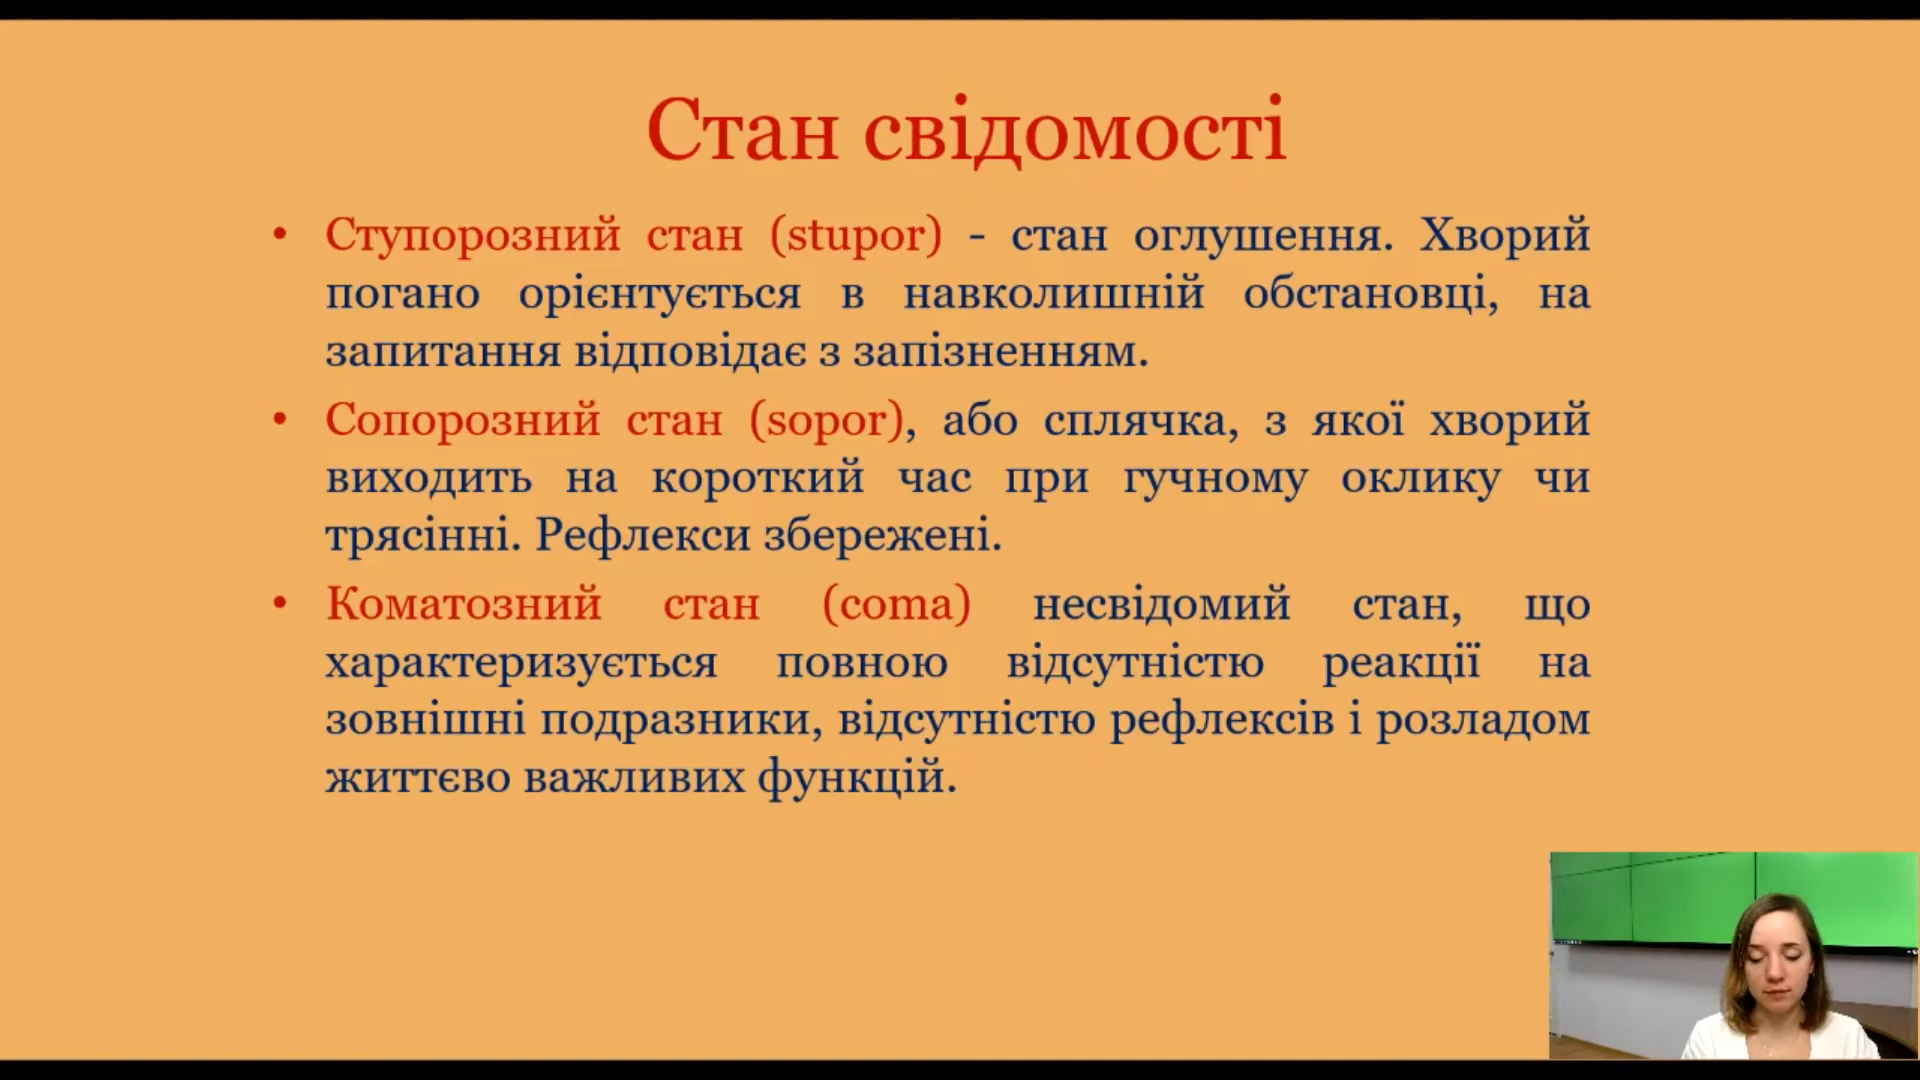 Стан свідомості
• Ступорозний стан (stupor) - стан оглушення. Хворий
погано орієнтується в навколишній обстановці, на
запитання відповідає з запізненням.
• Сопорозний стан (sopor), або сплячка, з якої хворий
виходить на короткий час при гучному оклику чи
трясінні. Рефлекси збережені.
• Коматозний стан (coma) несвідомий стан, що
характеризується повною відсутністю реакції на
зовнішні подразники, відсутністю рефлексів і розладом
життєво важливих функцій.